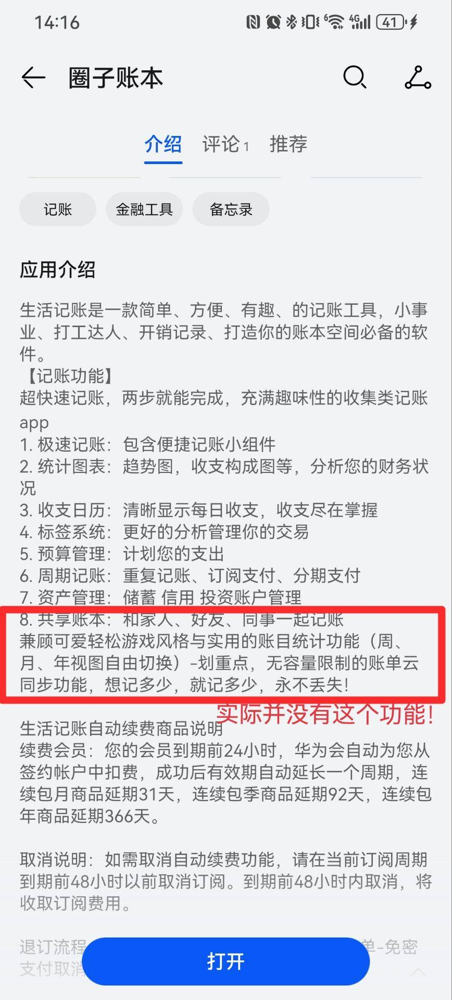 14:16
6
4G
41
圈子账本
介绍 评论 1 推荐
记账 金融工具 备忘录
应用介绍
生活记账是一款简单、方便、有趣、的记账工具，小事
业、打工达人、开销记录、打造你的账本空间必备的软
件。
【记账功能】
超快速记账，两步就能完成，充满趣味性的收集类记账
app
1. 极速记账：包含便捷记账小组件
2. 统计图表：趋势图，收支构成图等，分析您的财务状
况
3. 收支日历：清晰显示每日收支，收支尽在掌握
4. 标签系统：更好的分析管理你的交易
5. 预算管理：计划您的支出
6. 周期记账：重复记账、订阅支付、分期支付
7. 资产管理：储蓄 信用 投资账户管理
8. 共享账本：和家人、好友、同事一起记账
兼顾可爱轻松游戏风格与实用的账目统计功能（周、
月、年视图自由切换）-划重点，无容量限制的账单云
同步功能，想记多少，就记多少，永不丢失！
实际并没有这个功能！
生活记账自动续费商品说明
续费会员：您的会员到期前24小时，华为会自动为您从
签约帐户中扣费，成功后有效期自动延长一个周期，连
续包月商品延期31天，连续包季商品延期92天，连续包
年商品延期366天。
取消说明：如需取消自动续费功能，请在当前订阅周期
到期前48小时以前取消订阅。到期前48小时内取消，将
收取订阅费用。
退订流程 单-免密
支付取消
打开